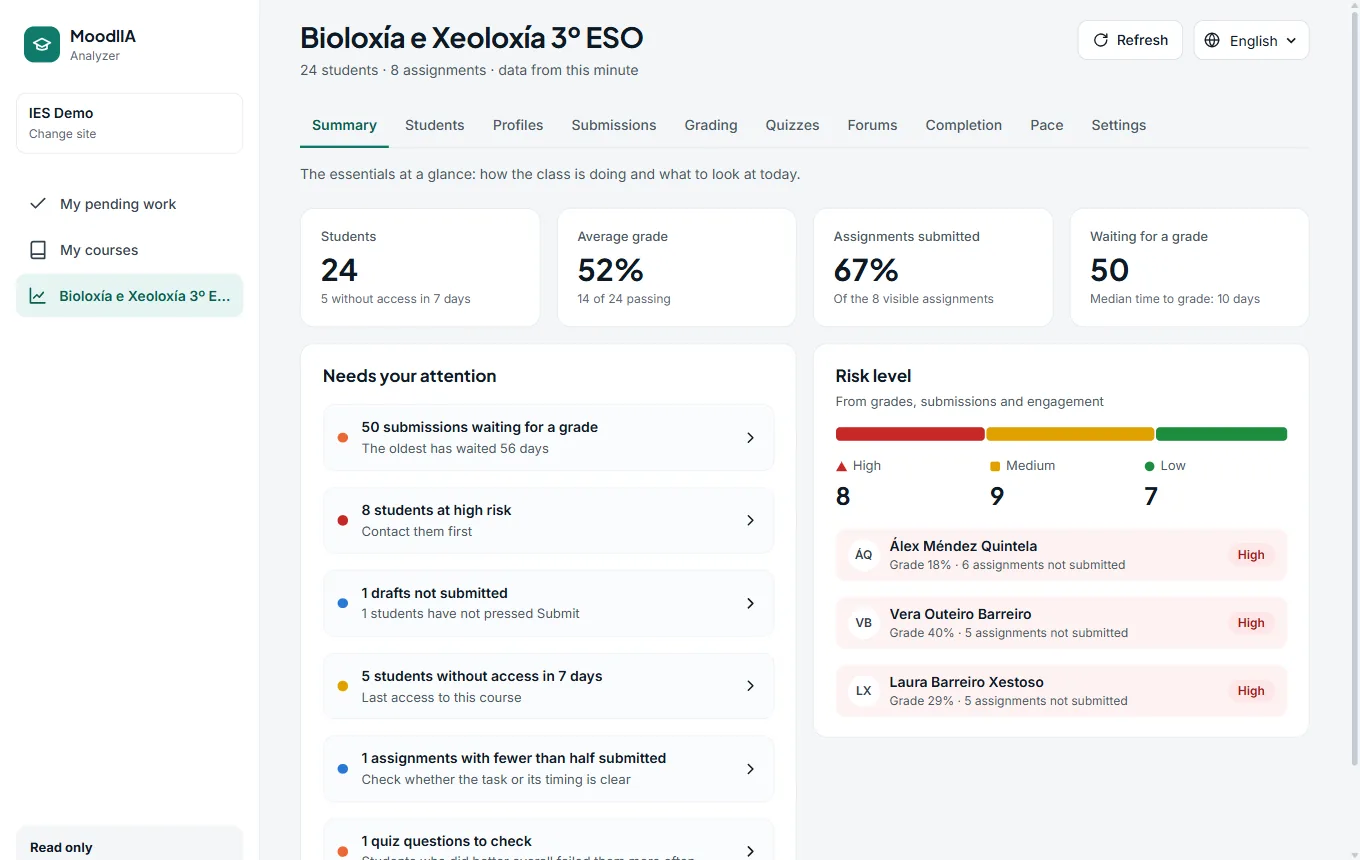 MoodlIA
Analyzer
IES Demo
Change site
My pending work
My courses
Bioloxía e Xeoloxía 3º E...
Read only
Bioloxía e Xeoloxía 3º ESO
24 students · 8 assignments · data from this minute
Refresh
English
Summary Students Profiles Submissions Grading Quizzes Forums Completion Pace Settings
The essentials at a glance: how the class is doing and what to look at today.
Students
24
5 without access in 7 days
Average grade
52%
14 of 24 passing
Assignments submitted
67%
Of the 8 visible assignments
Waiting for a grade
50
Median time to grade: 10 days
Needs your attention
50 submissions waiting for a grade
The oldest has waited 56 days
8 students at high risk
Contact them first
1 drafts not submitted
1 students have not pressed Submit
5 students without access in 7 days
Last access to this course
1 assignments with fewer than half submitted
Check whether the task or its timing is clear
1 quiz questions to check
Students who did better overall failed them more often
Risk level
From grades, submissions and engagement
High
8
Medium
9
Low
7
ÁQ
Álex Méndez Quintela
Grade 18% · 6 assignments not submitted
High
VB
Vera Outeiro Barreiro
Grade 40% · 5 assignments not submitted
High
LX
Laura Barreiro Xestoso
Grade 29% · 5 assignments not submitted
High